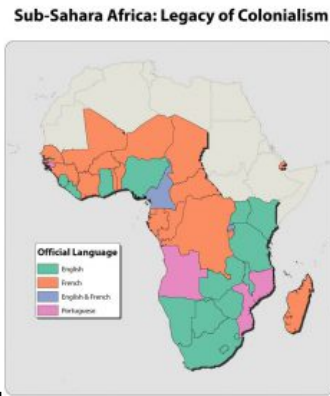 Sub-Sahara Africa: Legacy of Colonialism
Official Language
English
French
English & French
Portuguese